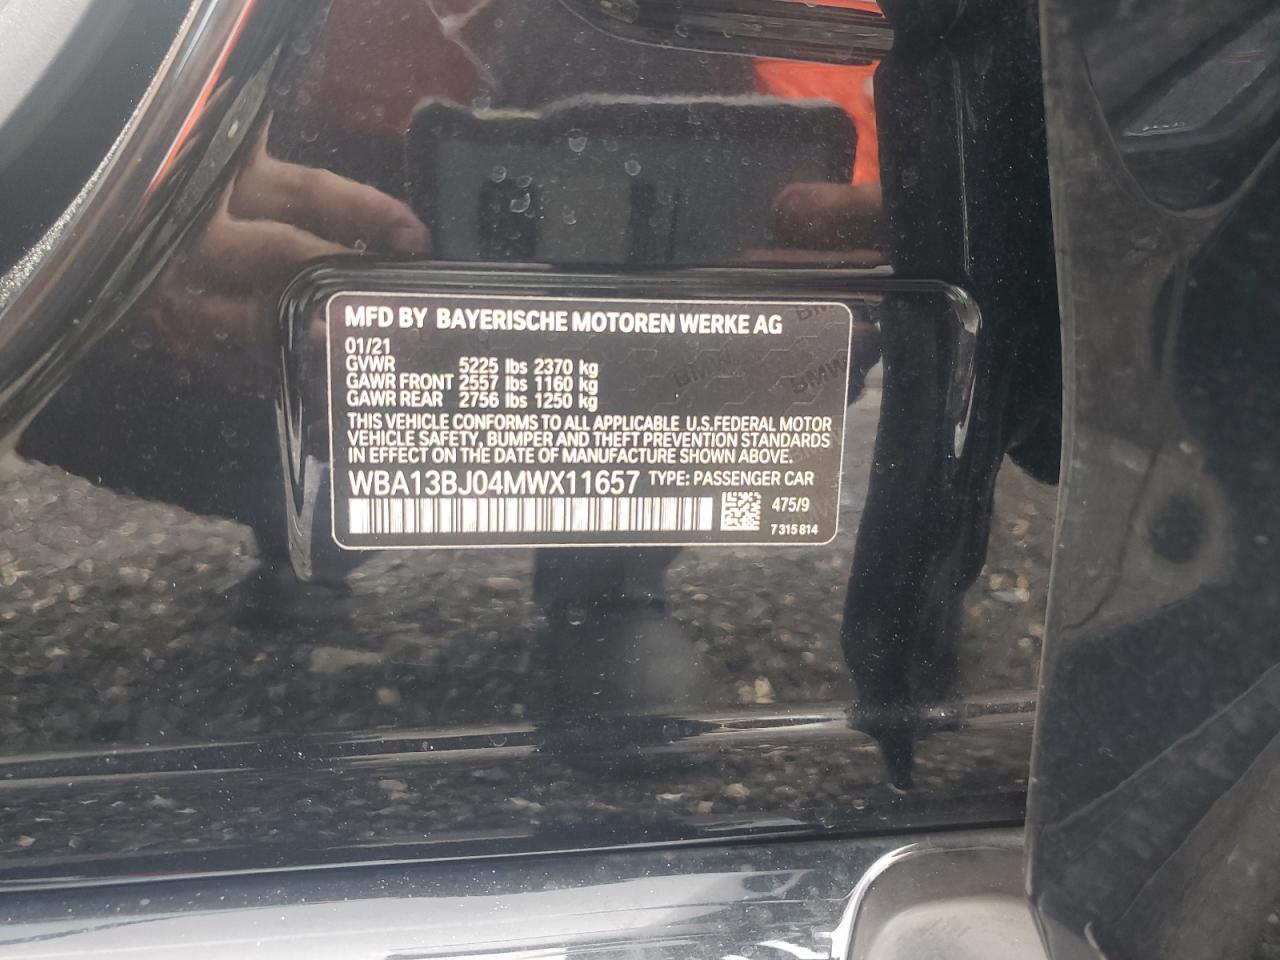 MFD BY BAYERISCHE MOTOREN WERKE AG
01/21
GVWR 5225 lbs 2370 kg
GAWR FRONT 2557 lbs 1160 kg
GAWR REAR 2756 lbs 1250 kg
THIS VEHICLE CONFORMS TO ALL APPLICABLE U.S.FEDERAL MOTOR
VEHICLE SAFETY, BUMPER AND THEFT PREVENTION STANDARDS
IN EFFECT ON THE DATE OF MANUFACTURE SHOWN ABOVE.
WBA13BJ04MWX11657 TYPE: PASSENGER CAR
475/9
7 315 814
BMW
BMW
BMW